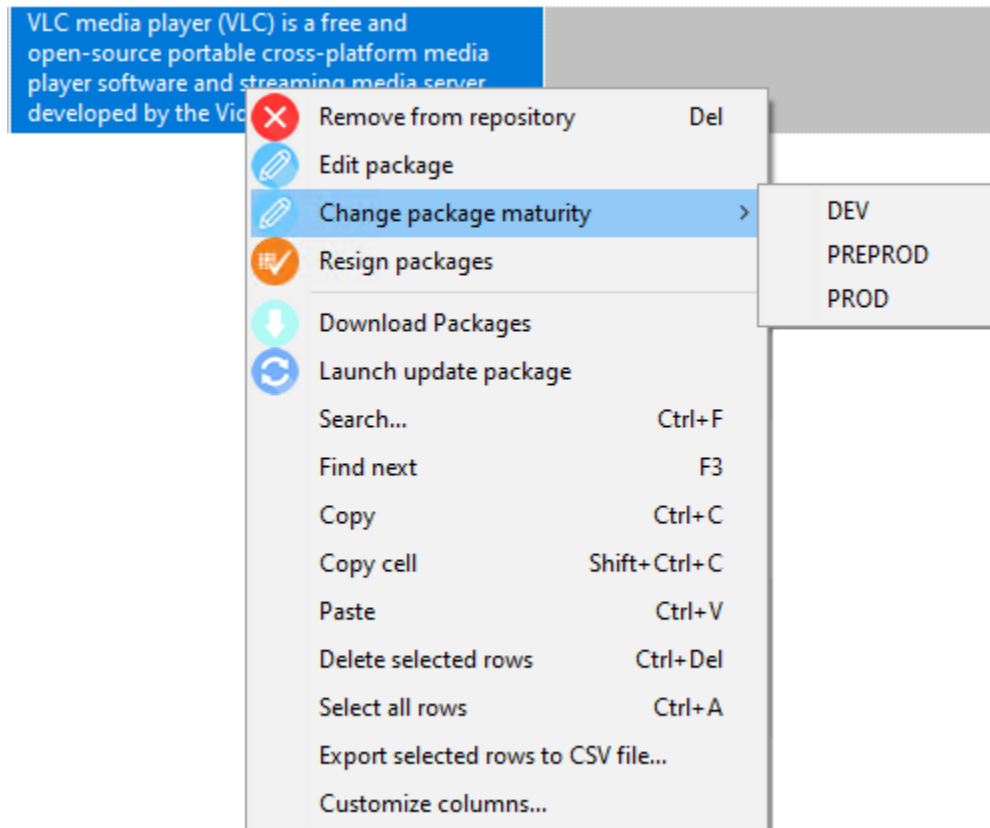 VLC media player (VLC) is a free and
open-source portable cross-platform media
player software and streaming media server
developed by the
Remove from repository Del
Edit package
Change package maturity >
DEV
PREPROD
PROD
Resign packages
Download Packages
Launch update package
Search... Ctrl+F
Find next F3
Copy Ctrl+C
Copy cell Shift+Ctrl+C
Paste Ctrl+V
Delete selected rows Ctrl+Del
Select all rows Ctrl+A
Export selected rows to CSV file...
Customize columns...